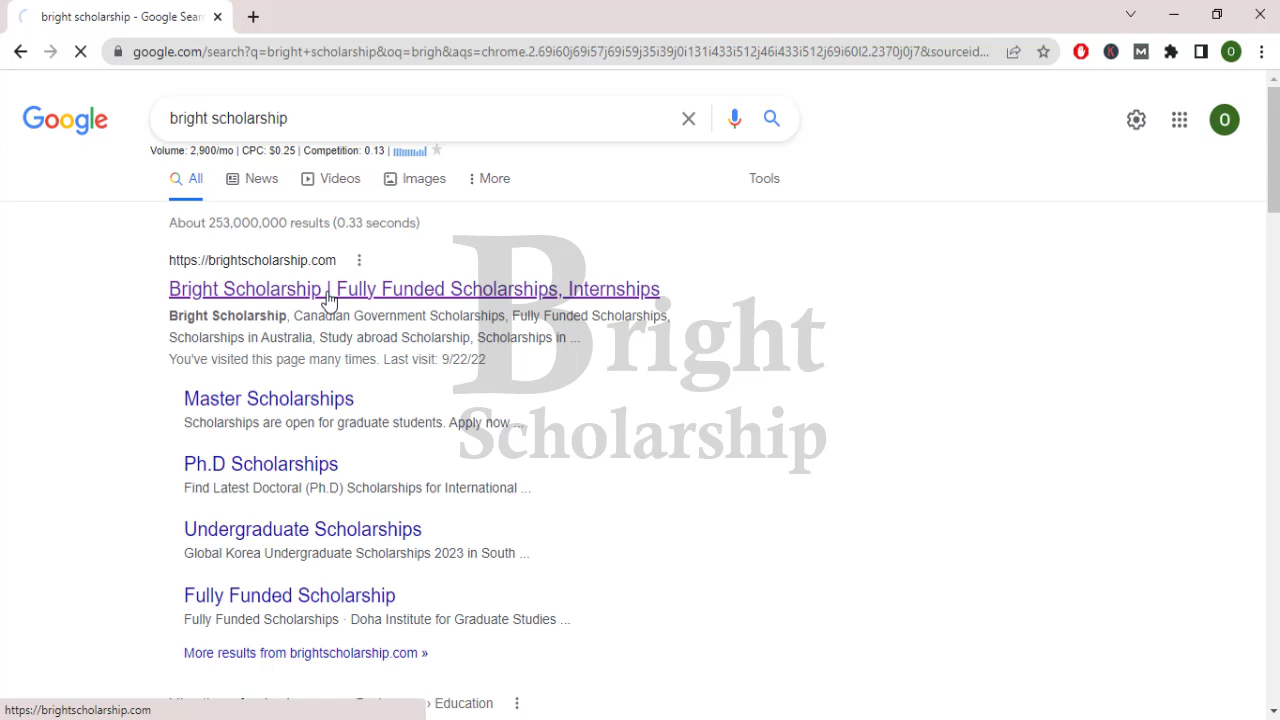 bright scholarship - Google Sear
google.com/search?q=bright+scholarship&oq=brigh&aqs=chrome.2.69i60j69i57j69i59j35i39j0i131i433i512j46i433i512j69i60l2.2370j0j7&sourceid...
Google
bright scholarship
Volume: 2,900/mo | CPC: $0.25 | Competition: 0.13 |
All News Videos Images More Tools
About 253,000,000 results (0.33 seconds)
https://brightscholarship.com
Bright Scholarship | Fully Funded Scholarships, Internships
Bright Scholarship, Canadian Government Scholarships, Fully Funded Scholarships,
Scholarships in Australia, Study abroad Scholarship, Scholarships in ...
You've visited this page many times. Last visit: 9/22/22
Bright
Scholarship
Master Scholarships
Scholarships are open for graduate students. Apply now ...
Ph.D Scholarships
Find Latest Doctoral (Ph.D) Scholarships for International ...
Undergraduate Scholarships
Global Korea Undergraduate Scholarships 2023 in South ...
Fully Funded Scholarship
Fully Funded Scholarships · Doha Institute for Graduate Studies ...
More results from brightscholarship.com »
› Education
https://brightscholarship.com
O
O
K
M